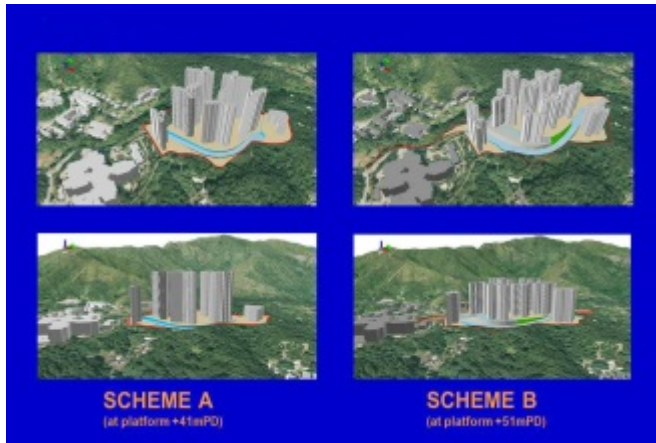 SCHEME A
(at platform +41mPD)
SCHEME B
(at platform +51mPD)